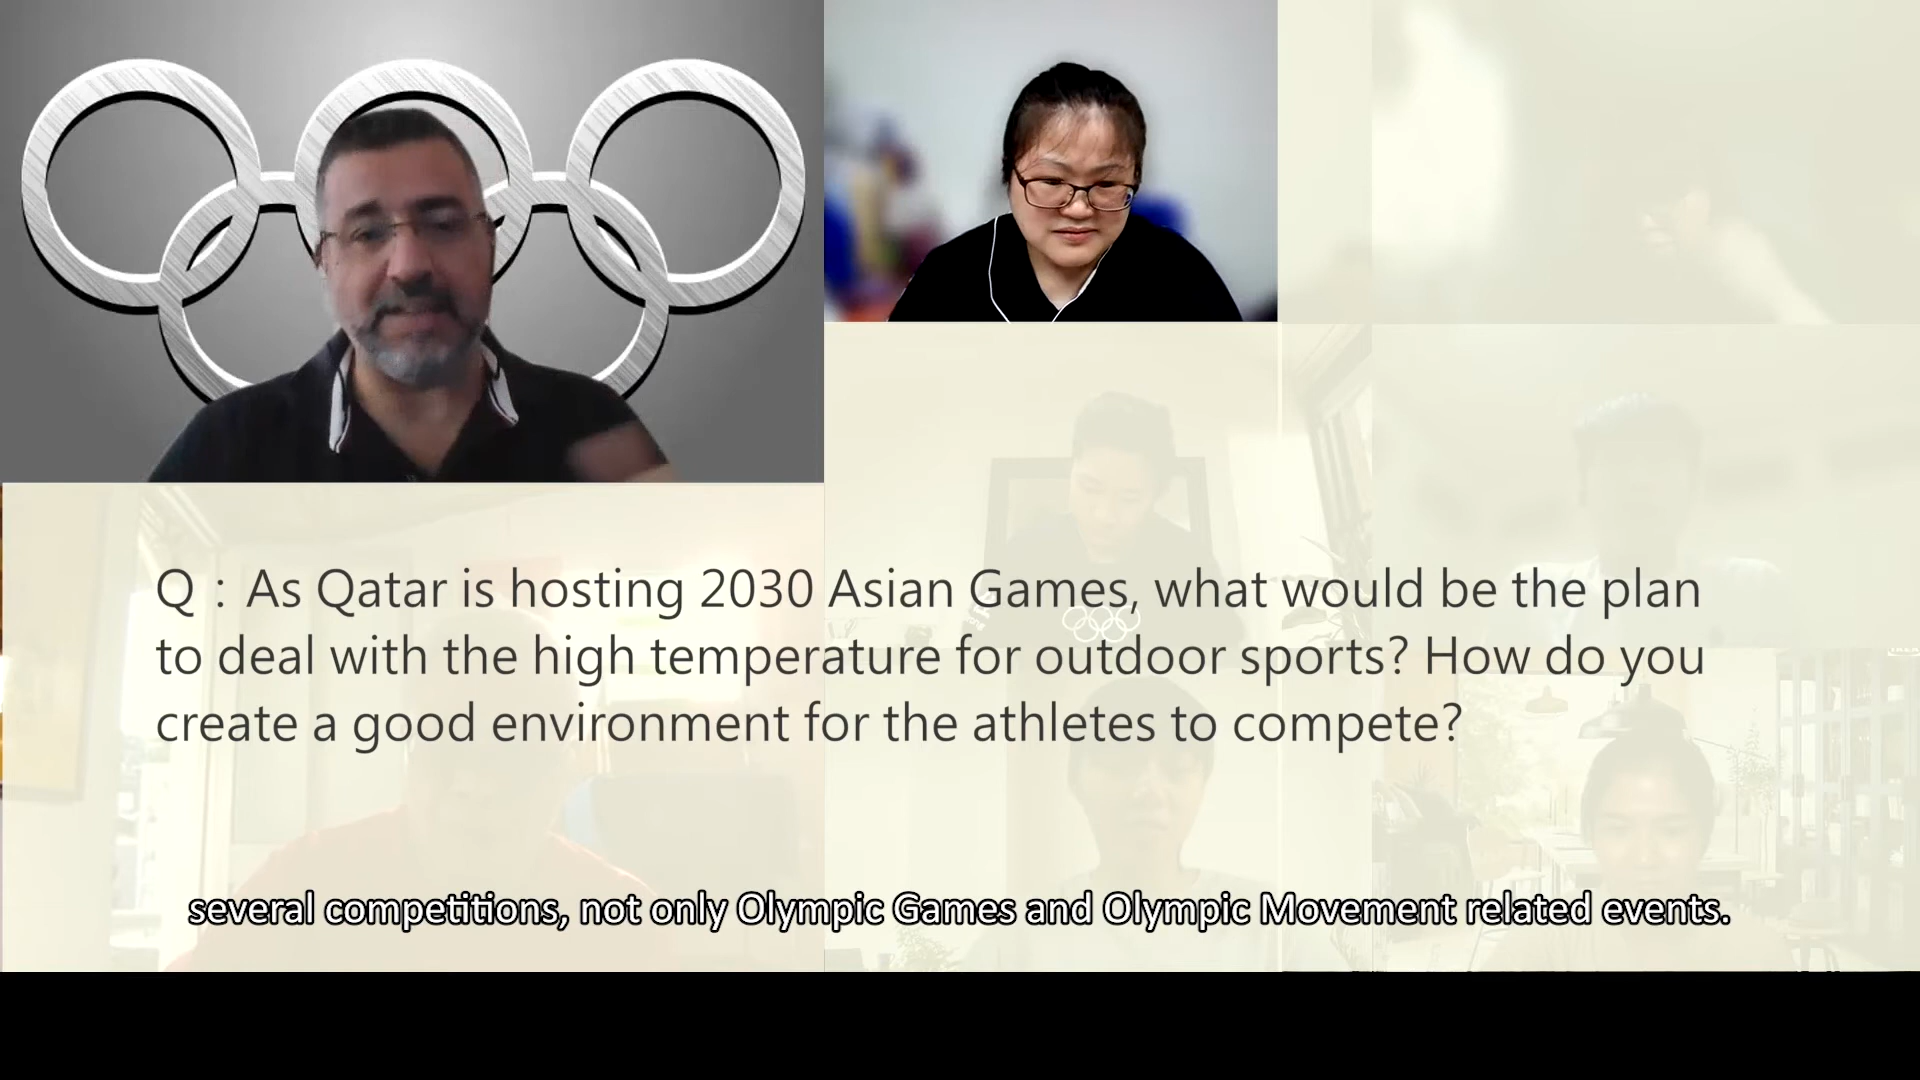 Q : As Qatar is hosting 2030 Asian Games, what would be the plan
to deal with the high temperature for outdoor sports? How do you
create a good environment for the athletes to compete?
several competitions, not only Olympic Games and Olympic Movement related events.